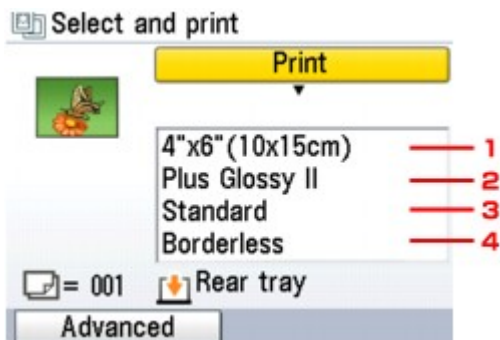 Select and print
Print
4"x6"(10x15cm) 1
Plus Glossy II 2
Standard 3
Borderless 4
= 001 Rear tray
Advanced